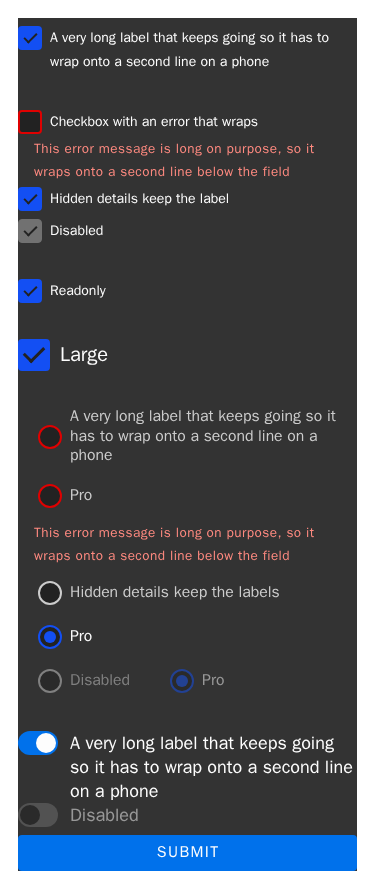 A very long label that keeps going so it has to
wrap onto a second line on a phone
Checkbox with an error that wraps
This error message is long on purpose, so it
wraps onto a second line below the field
Hidden details keep the label
Disabled
Readonly
Large
A very long label that keeps going so it
has to wrap onto a second line on a
phone
Pro
This error message is long on purpose, so it
wraps onto a second line below the field
Hidden details keep the labels
Pro
Disabled Pro
A very long label that keeps going
so it has to wrap onto a second line
on a phone
Disabled
SUBMIT